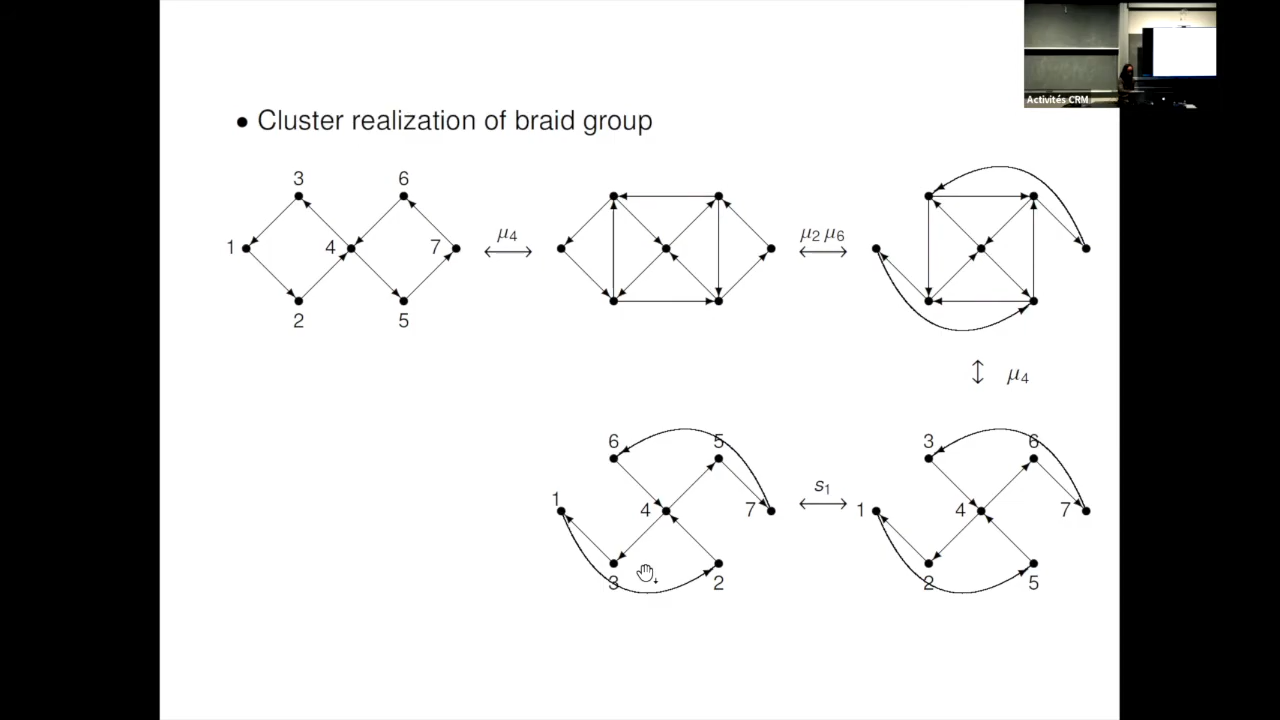 Activités CRM
• Cluster realization of braid group
3 6
1 4 7
2 5
μ4
μ2 μ6
μ4
6 5
1 4 7
3 2
s1
3 6
1 4 7
2 5